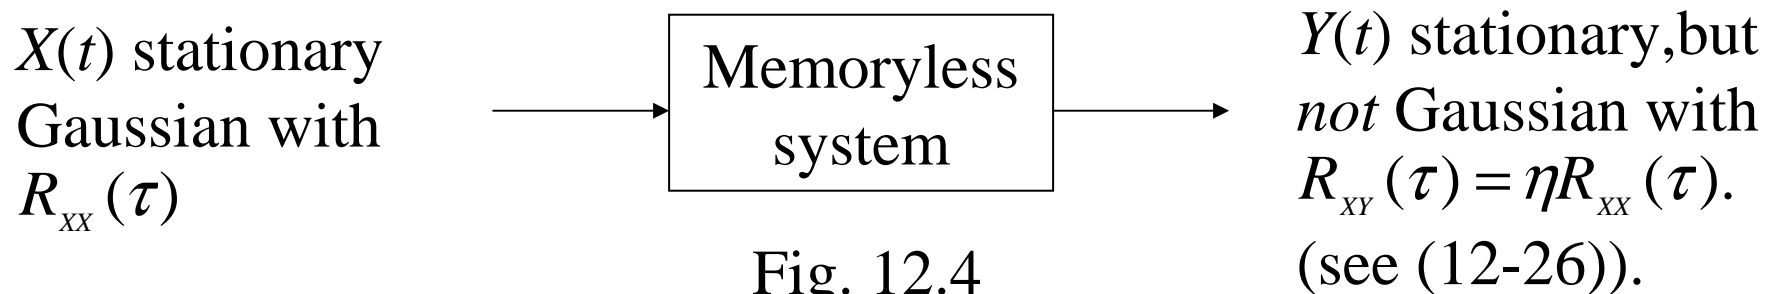 X(t) stationary
Gaussian with
R_XX (τ)
Memoryless
system
Y(t) stationary,but
not Gaussian with
R_XY (τ) = ηR_XX (τ).
(see (12-26)).
Fig. 12.4